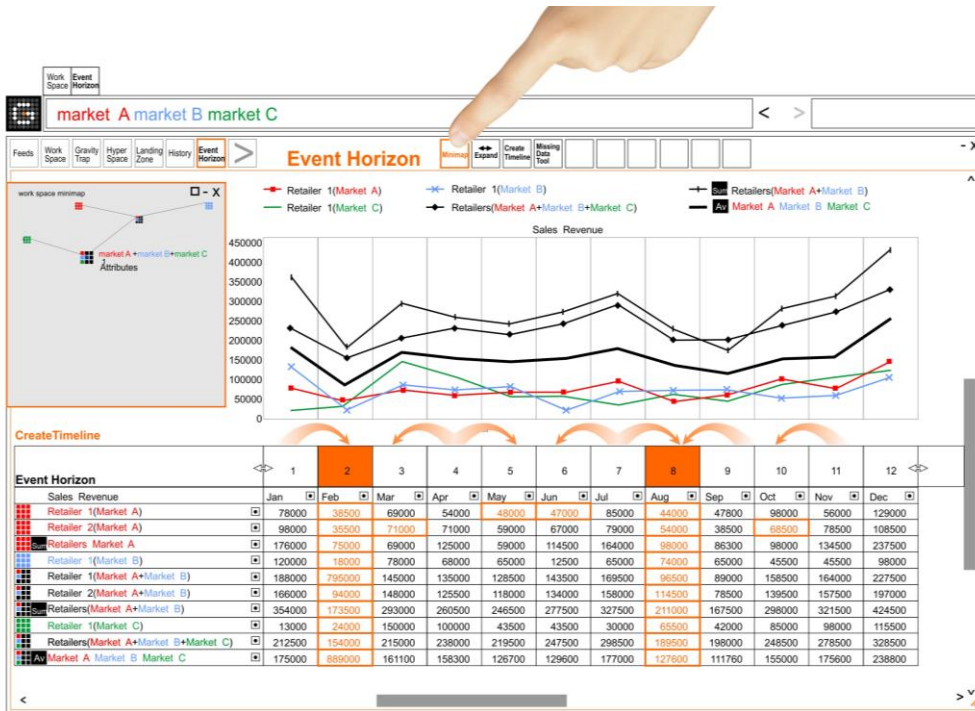 Work Space
Event Horizon
market A market B market C
< >
Feeds
Work Space
Gravity Trap
Hyper Space
Landing Zone
History
Event Horizon
>
Event Horizon
Minimap
Expand
Create Timeline
Missing Data Tool
- X
work space minimap
- X
market A +market B+market C
1
Attributes
Retailer 1(Market A)
Retailer 1(Market B)
Sum Retailers(Market A+Market B)
Retailer 1(Market C)
Retailers(Market A+Market B+Market C)
Av Market A Market B Market C
Sales Revenue
450000
400000
350000
300000
250000
200000
150000
100000
50000
0
CreateTimeline
Event Horizon
1 2 3 4 5 6 7 8 9 10 11 12
Sales Revenue Jan Feb Mar Apr May Jun Jul Aug Sep Oct Nov Dec
Retailer 1(Market A) 78000 38500 69000 54000 48000 47000 85000 44000 47800 98000 56000 129000
Retailer 2(Market A) 98000 35500 71000 71000 59000 67000 79000 54000 38500 68500 78500 108500
Sum Retailers Market A 176000 75000 69000 125000 59000 114500 164000 98000 86300 98000 134500 237500
Retailer 1(Market B) 120000 18000 78000 68000 65000 12500 65000 74000 65000 45500 45500 98000
Retailer 1(Market A+Market B) 188000 795000 145000 135000 128500 143500 169500 96500 89000 158500 164000 227500
Retailer 2(Market A+Market B) 166000 94000 148000 125500 118000 134000 158000 114500 78500 139500 157500 197000
Sum Retailers(Market A+Market B) 354000 173500 293000 260500 246500 277500 327500 211000 167500 298000 321500 424500
Retailer 1(Market C) 13000 24000 150000 100000 43500 43500 30000 65500 42000 85000 98000 115500
Retailers(Market A+Market B+Market C) 212500 154000 215000 238000 219500 247500 298500 189500 198000 248500 278500 328500
Av Market A Market B Market C 175000 889000 161100 158300 126700 129600 177000 127600 111760 155000 175600 238800
< >